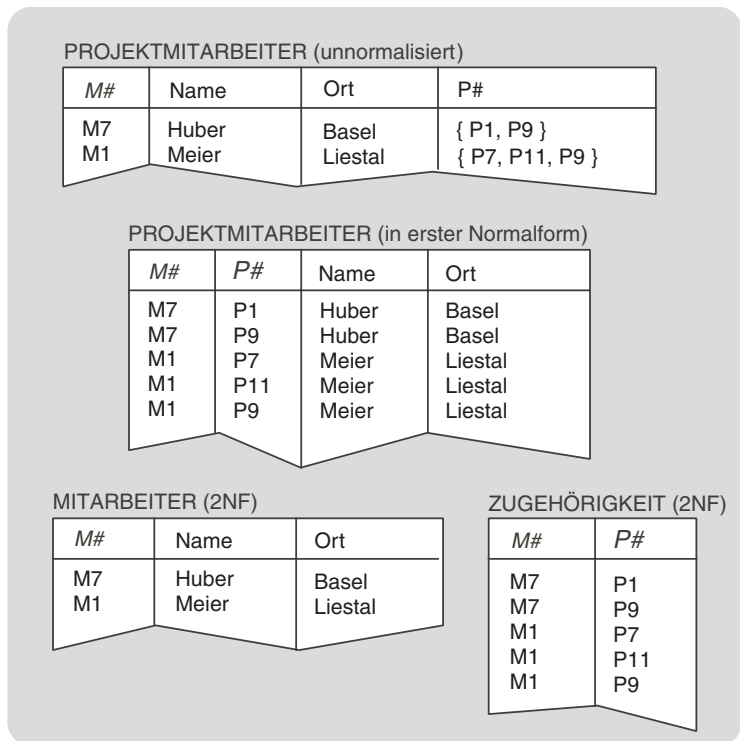 PROJEKTMITARBEITER (unnormalisiert)
M# Name Ort P#
M7 Huber Basel { P1, P9 }
M1 Meier Liestal { P7, P11, P9 }
PROJEKTMITARBEITER (in erster Normalform)
M# P# Name Ort
M7 P1 Huber Basel
M7 P9 Huber Basel
M1 P7 Meier Liestal
M1 P11 Meier Liestal
M1 P9 Meier Liestal
MITARBEITER (2NF)
M# Name Ort
M7 Huber Basel
M1 Meier Liestal
ZUGEHÖRIGKEIT (2NF)
M# P#
M7 P1
M7 P9
M1 P7
M1 P11
M1 P9